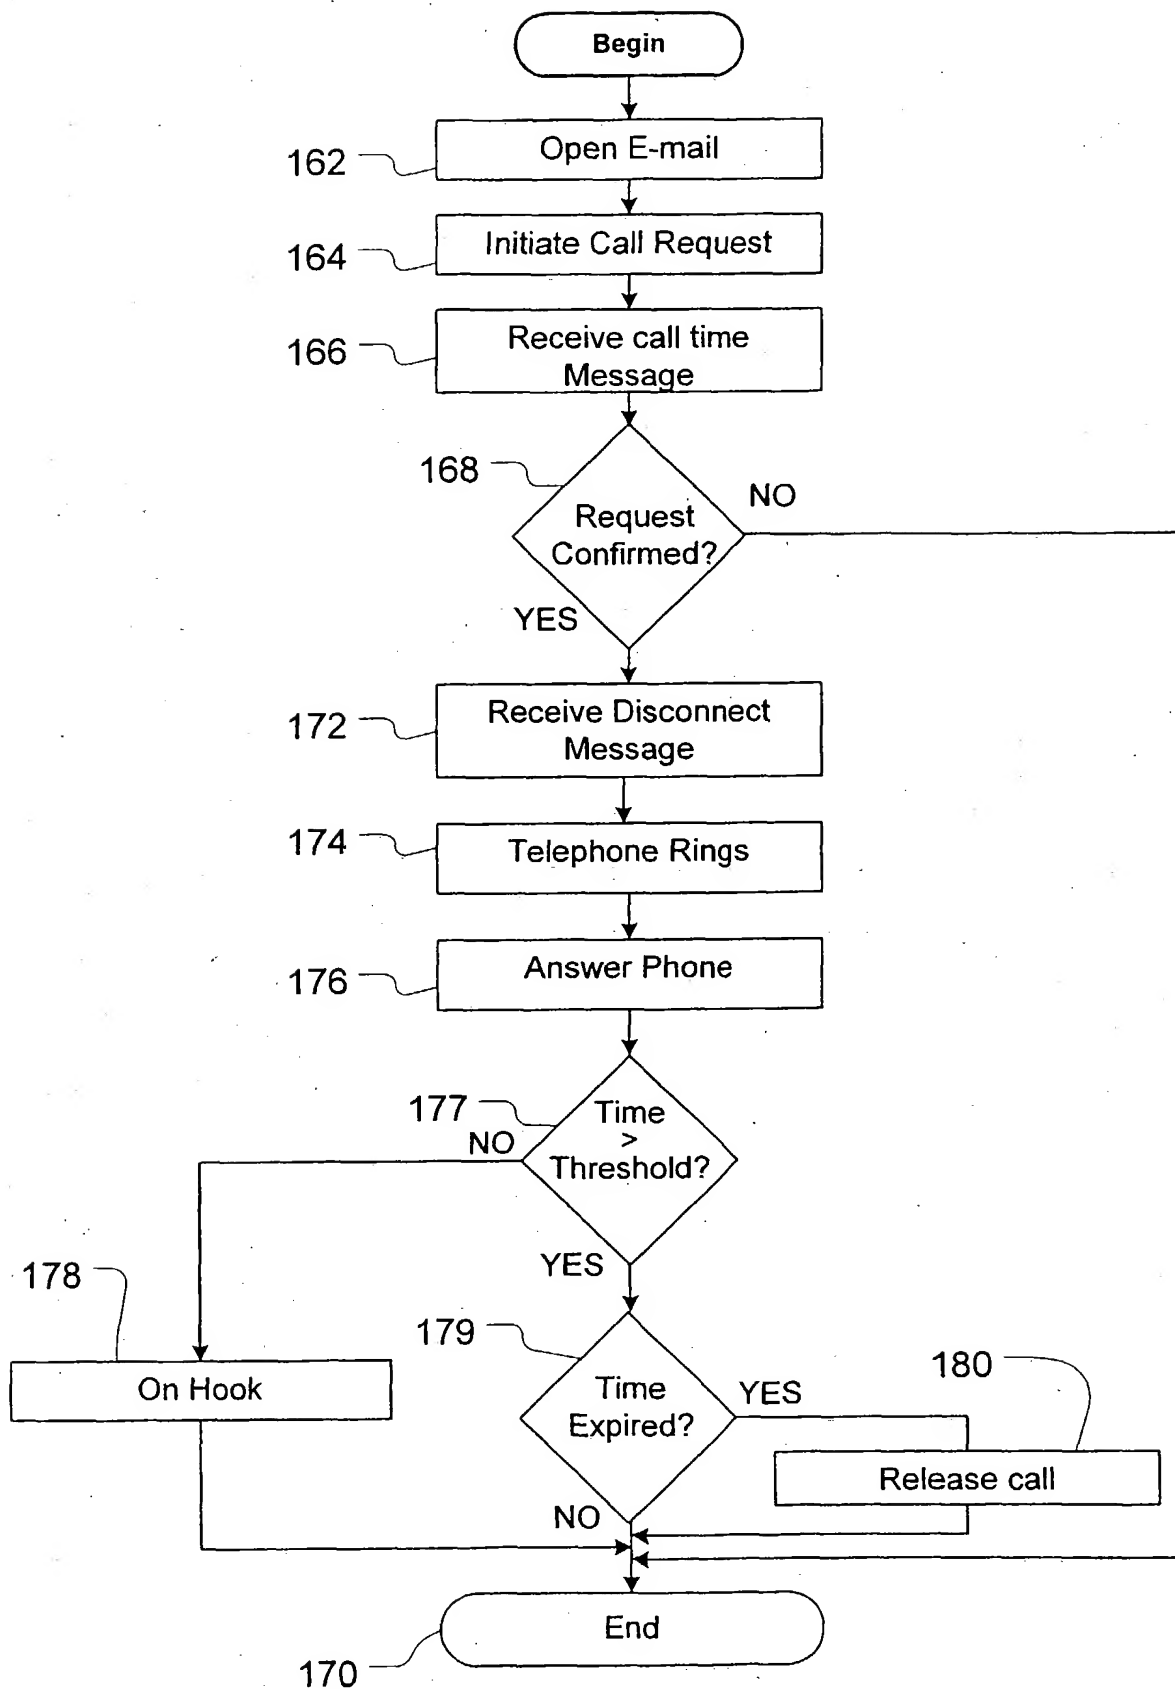 Begin
Open E-mail
162
Initiate Call Request
164
Receive call time
Message
166
168
NO
Request
Confirmed?
YES
Receive Disconnect
Message
172
174
Telephone Rings
Answer Phone
176
177
Time
>
Threshold?
NO
YES
178
On Hook
179
Time
Expired?
YES
180
Release call
NO
End
170